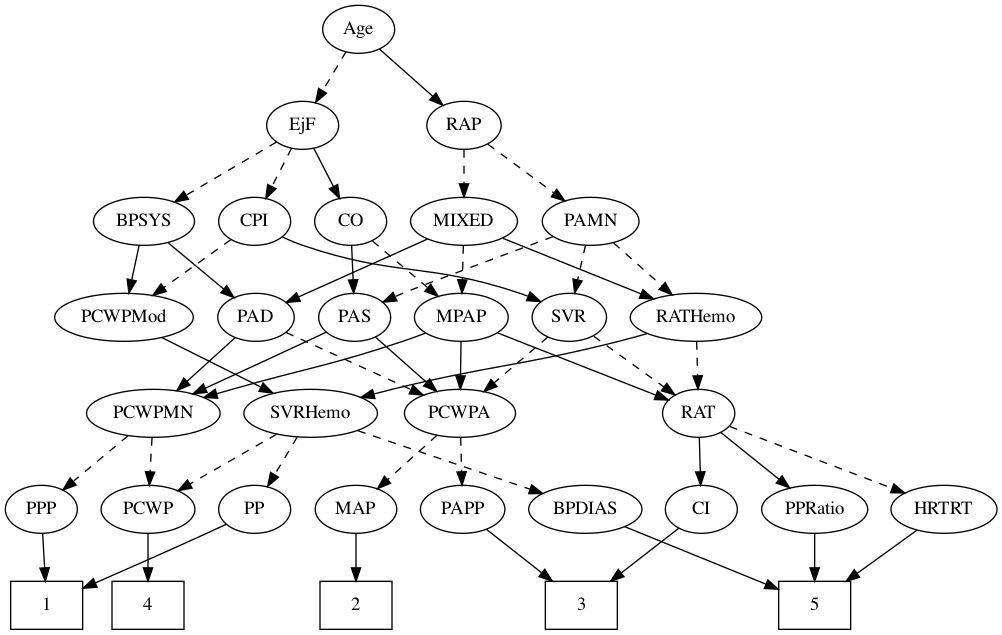 Age
EjF
RAP
BPSYS
CPI
CO
MIXED
PAMN
PCWPMod
PAD
PAS
MPAP
SVR
RATHemo
PCWPMN
SVRHemo
PCWPA
RAT
PPP
PCWP
PP
MAP
PAPP
BPDIAS
CI
PPRatio
HRTRT
1
4
2
3
5